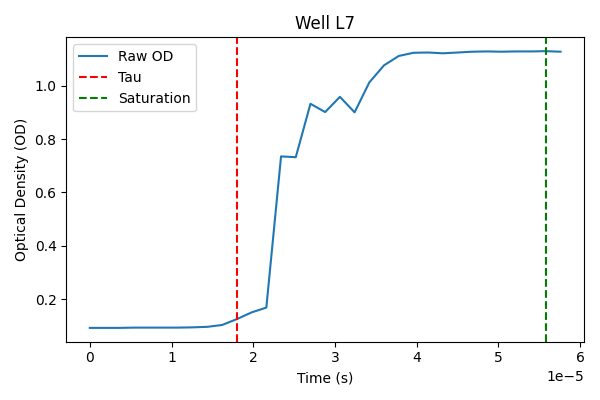 Well L7
Raw OD
Tau
Saturation
Optical Density (OD)
1.0
0.8
0.6
0.4
0.2
0
1
2
3
4
5
6
1e−5
Time (s)